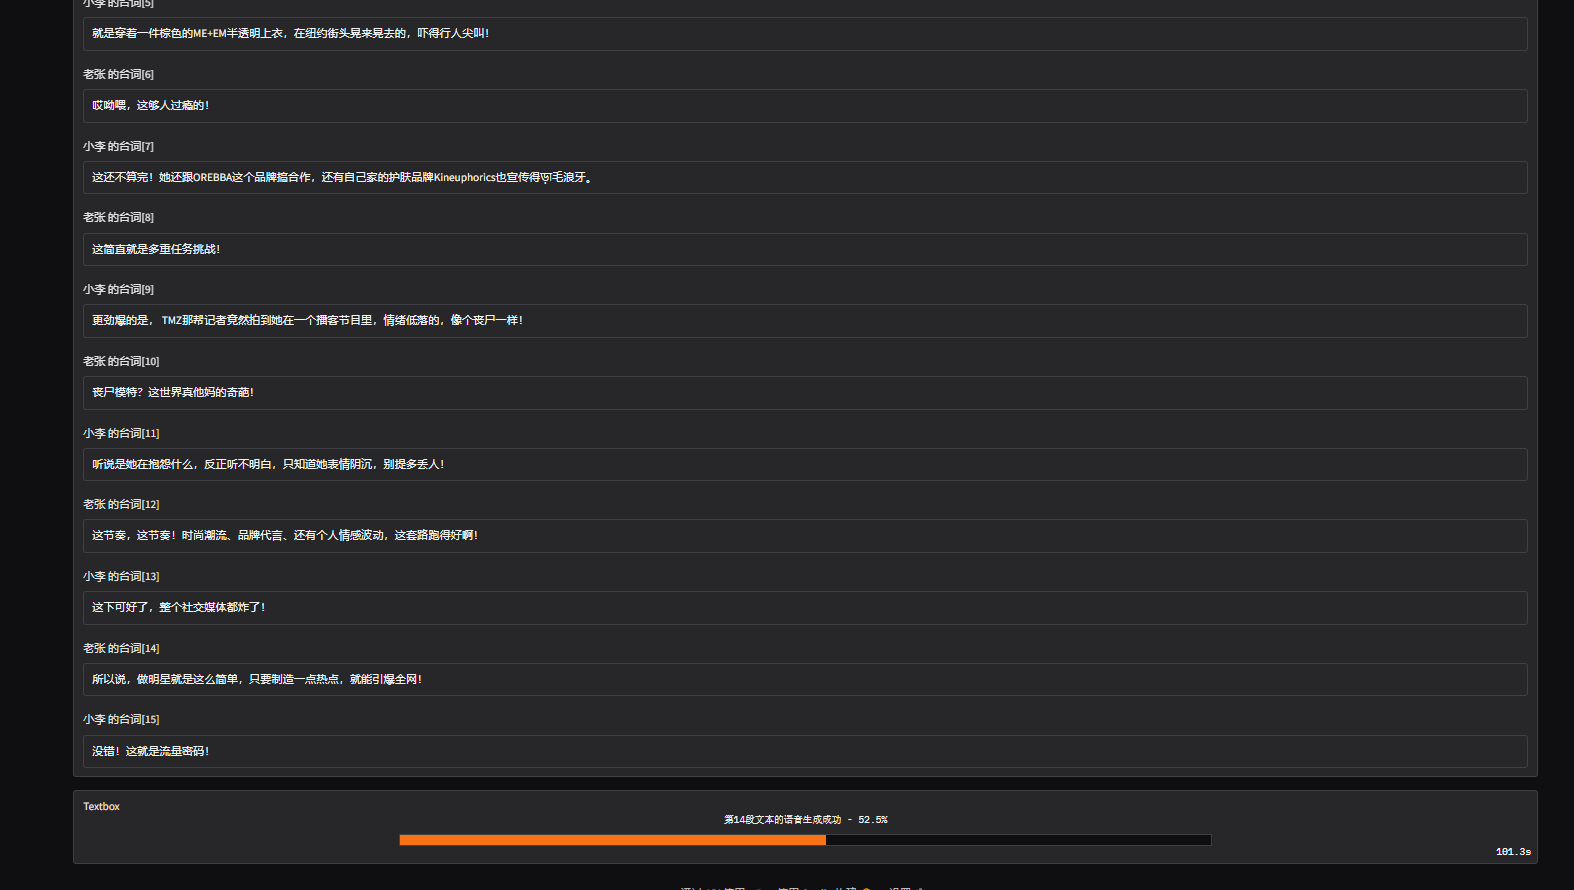 小李 的台词[5]
就是穿着一件棕色的ME+EM半透明上衣，在纽约街头晃来晃去的，吓得行人尖叫！
老张 的台词[6]
哎呦喂，这够人过瘾的！
小李 的台词[7]
这还不算完！她还跟OREBBA这个品牌搞合作，还有自己家的护肤品牌Kineuphorics也宣传得 毛浪牙。
老张 的台词[8]
这简直就是多重任务挑战！
小李 的台词[9]
更劲爆的是， TMZ那帮记者竟然拍到她在一个播客节目里，情绪低落的，像个丧尸一样！
老张 的台词[10]
丧尸模特？这世界真他妈的奇葩！
小李 的台词[11]
听说是她在抱怨什么，反正听不明白，只知道她表情阴沉，别提多丢人！
老张 的台词[12]
这节奏，这节奏！时尚潮流、品牌代言、还有个人情感波动，这套路跑得好啊！
小李 的台词[13]
这下可好了，整个社交媒体都炸了！
老张 的台词[14]
所以说，做明星就是这么简单，只要制造一点热点，就能引爆全网！
小李 的台词[15]
没错！这就是流量密码！
Textbox
第14段文本的语音生成成功 - 52.5%
101.3s